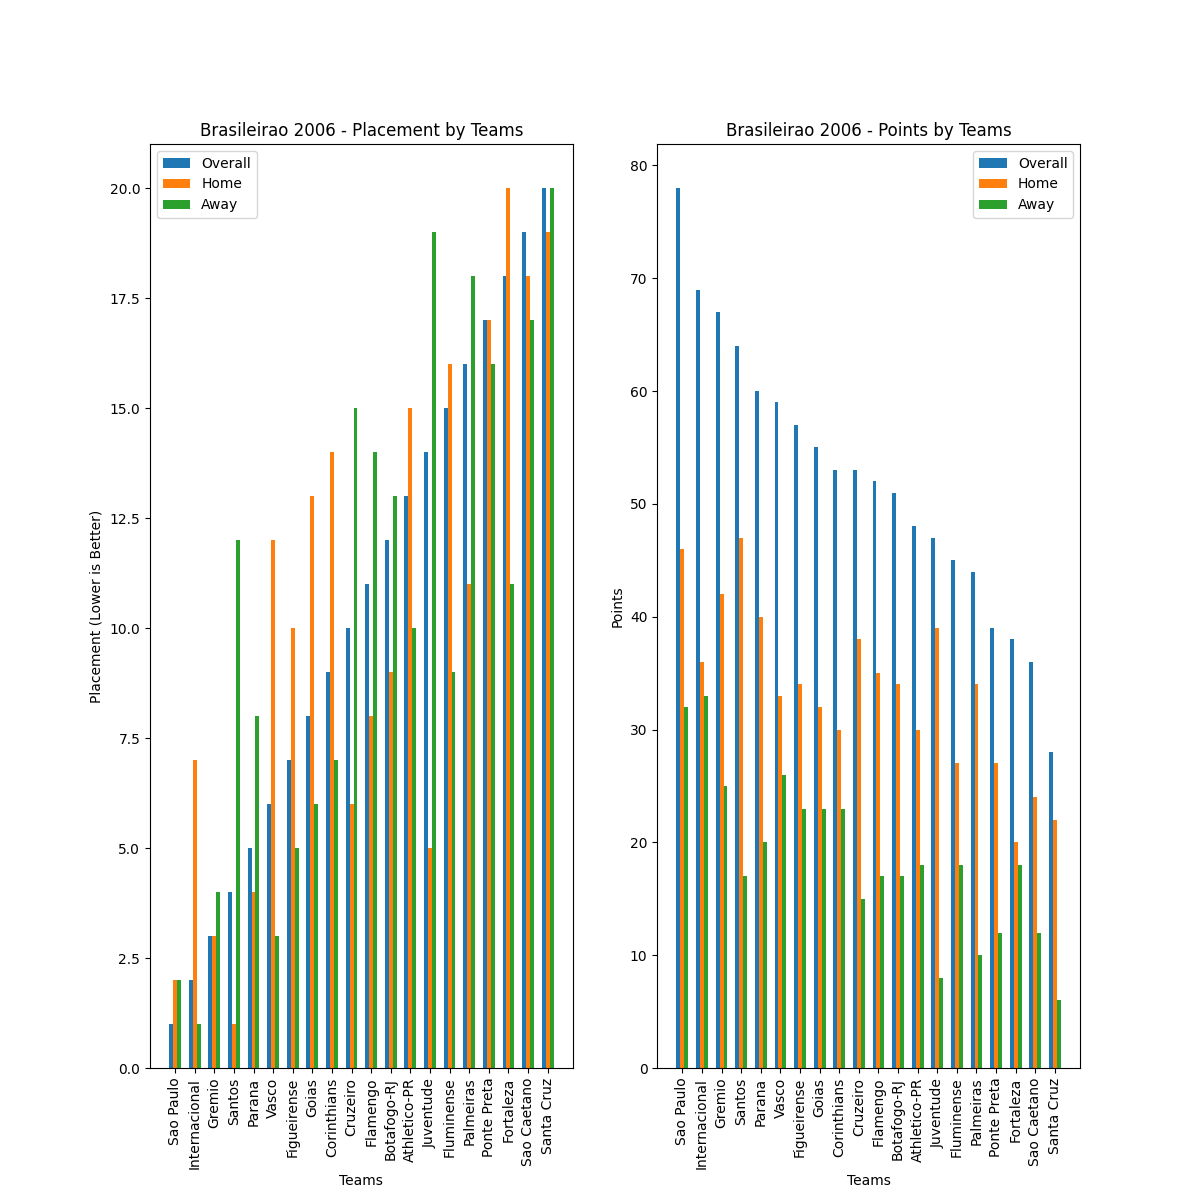 Brasileirao 2006 - Placement by Teams
Overall
Home
Away
20.0
17.5
15.0
12.5
10.0
7.5
5.0
2.5
0.0
Placement (Lower is Better)
Sao Paulo
Internacional
Gremio
Santos
Parana
Vasco
Figueirense
Goias
Corinthians
Cruzeiro
Flamengo
Botafogo-RJ
Athletico-PR
Juventude
Fluminense
Palmeiras
Ponte Preta
Fortaleza
Sao Caetano
Santa Cruz
Teams
Brasileirao 2006 - Points by Teams
Overall
Home
Away
80
70
60
50
40
30
20
10
0
Points
Sao Paulo
Internacional
Gremio
Santos
Parana
Vasco
Figueirense
Goias
Corinthians
Cruzeiro
Flamengo
Botafogo-RJ
Athletico-PR
Juventude
Fluminense
Palmeiras
Ponte Preta
Fortaleza
Sao Caetano
Santa Cruz
Teams